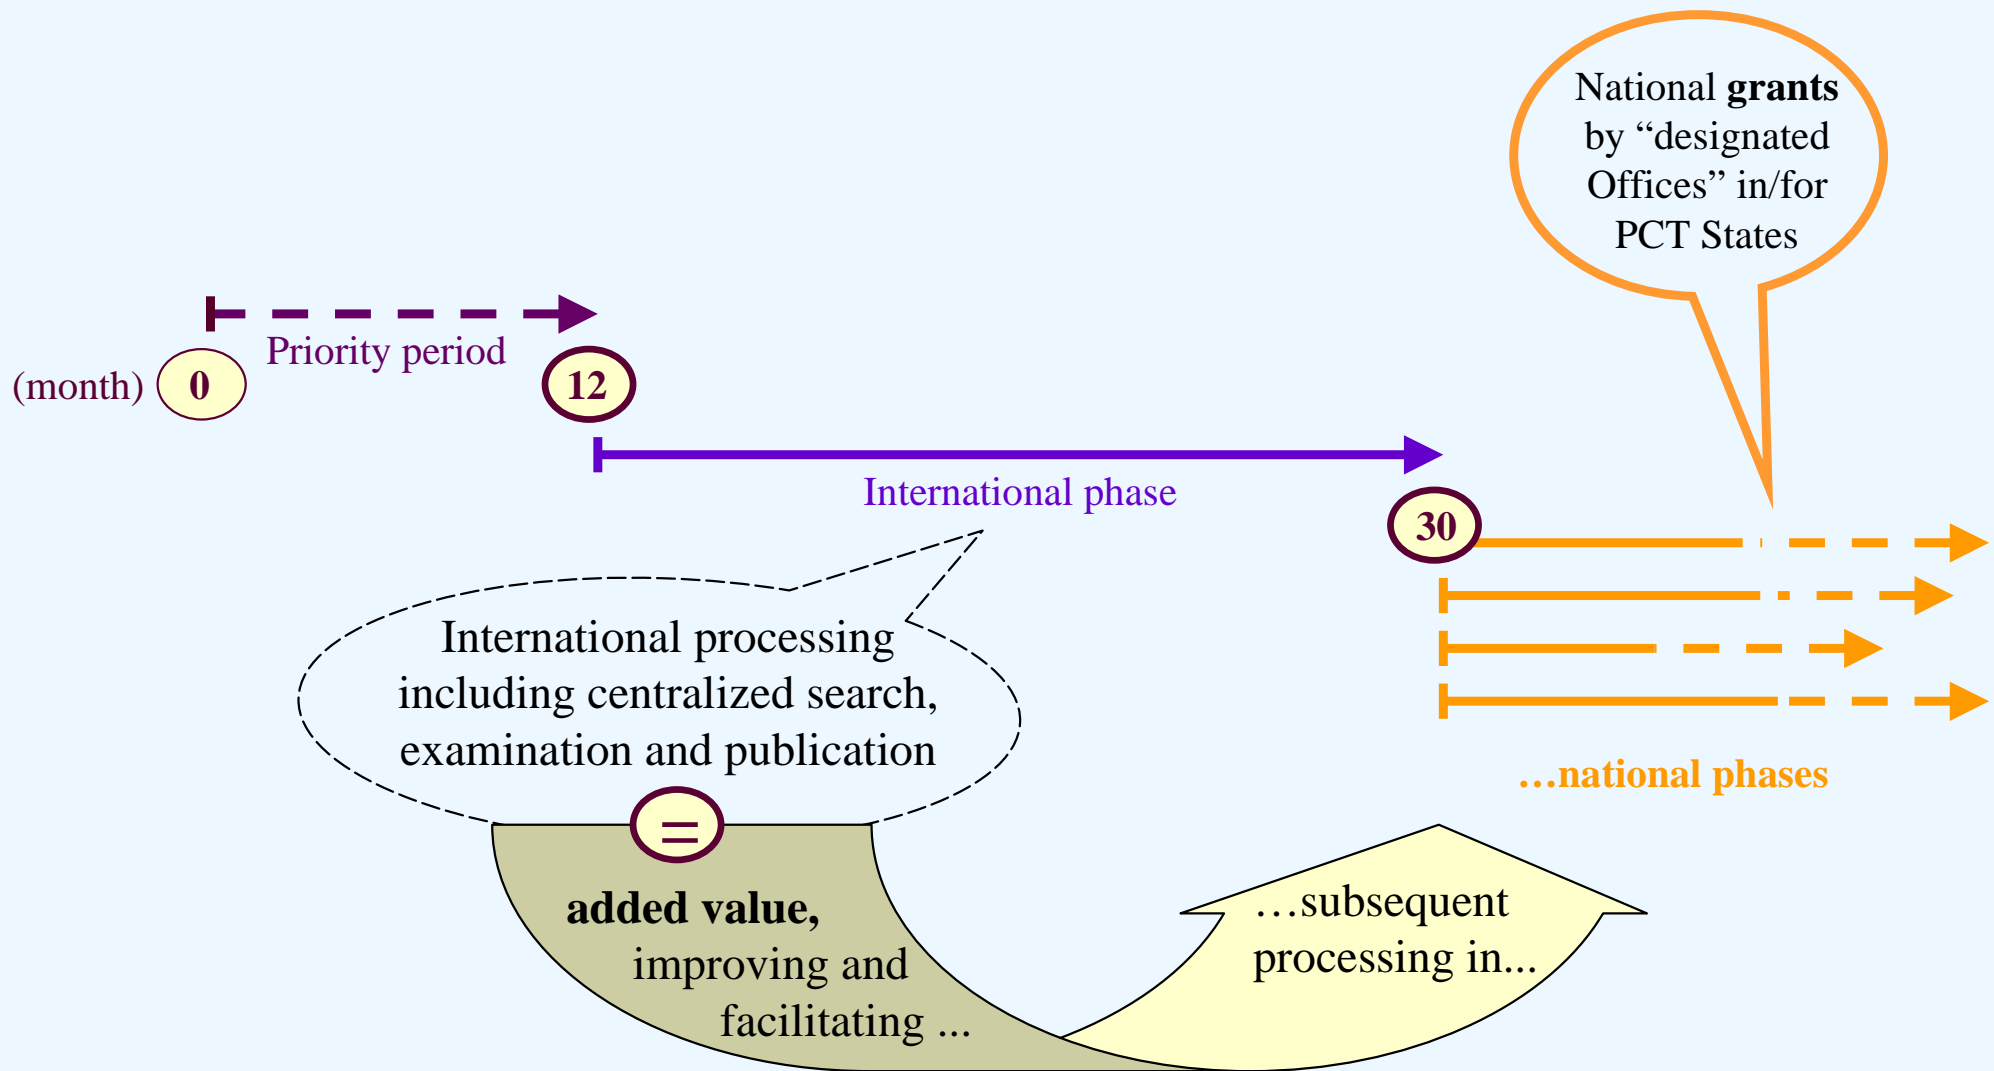 National grants
by “designated
Offices” in/for
PCT States
Priority period
(month) 0 12
International phase
30
International processing
including centralized search,
examination and publication
…national phases
=
added value,
improving and
facilitating ...
…subsequent
processing in...